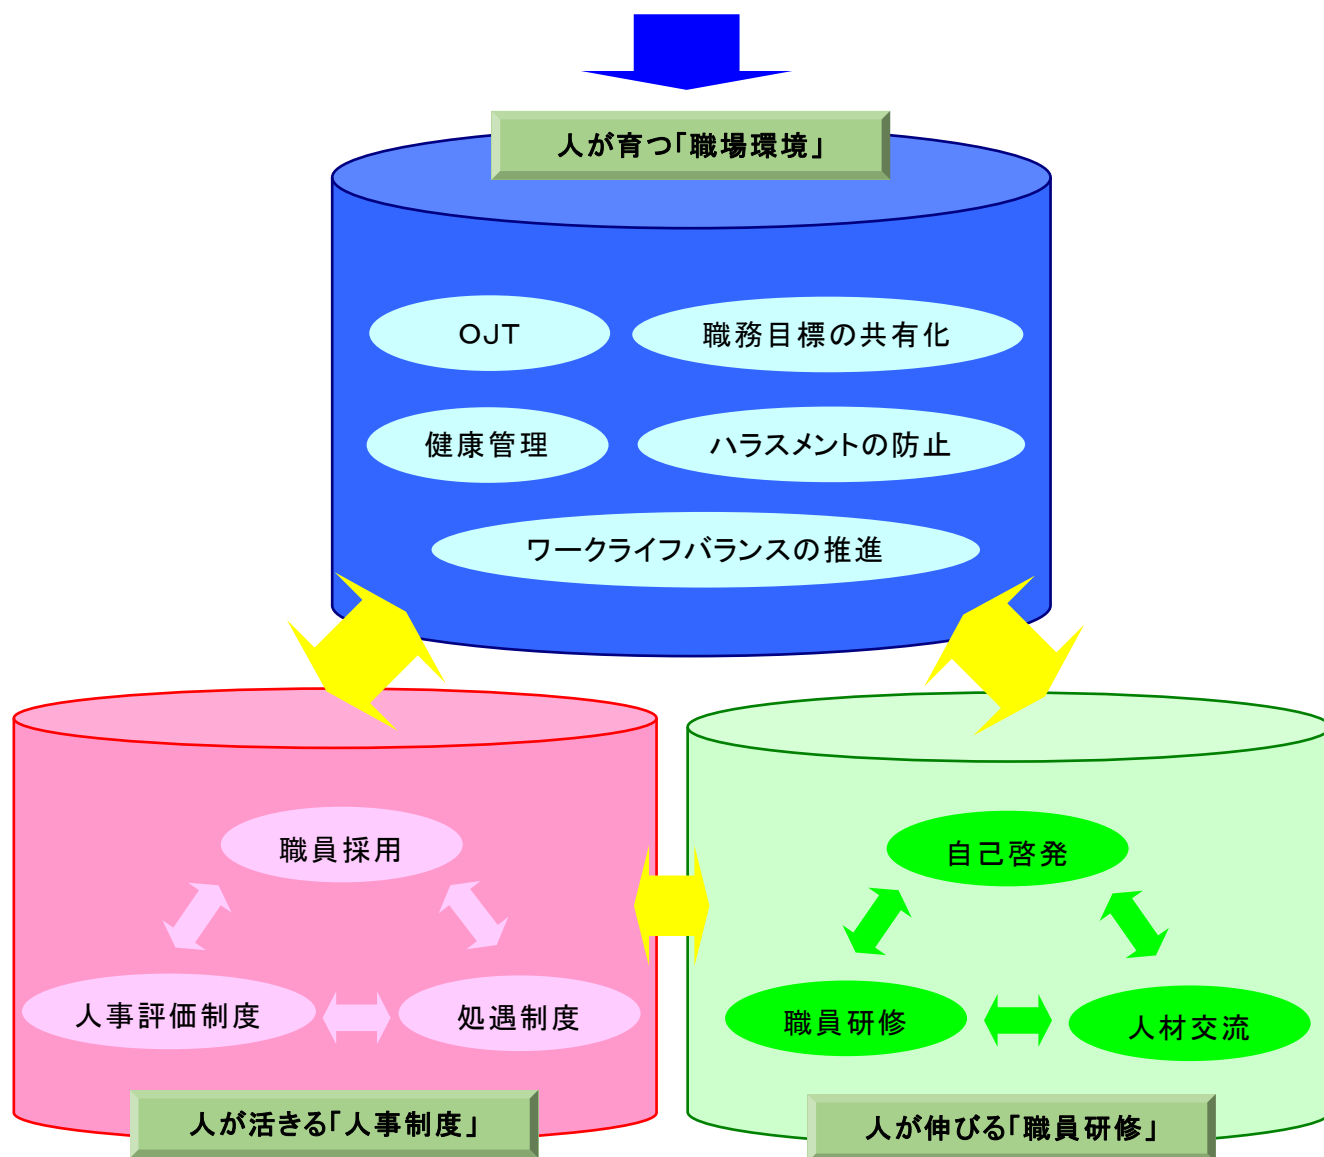 人が育つ「職場環境」
OJT
職務目標の共有化
健康管理
ハラスメントの防止
ワークライフバランスの推進
職員採用
人事評価制度
処遇制度
人が活きる「人事制度」
自己啓発
職員研修
人材交流
人が伸びる「職員研修」